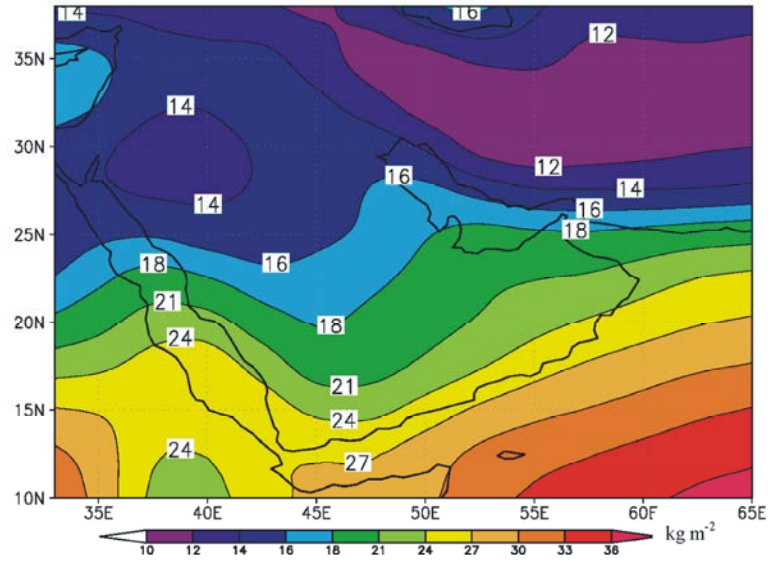 14 16
35N 12
14
30N
12
14
14 16 16
25N 18
18 16
21
20N 24 18
21
15N 24
24 27
10N
35E 40E 45E 50E 55E 60E 65E
10 12 14 16 18 21 24 27 30 33 36 kg m⁻²